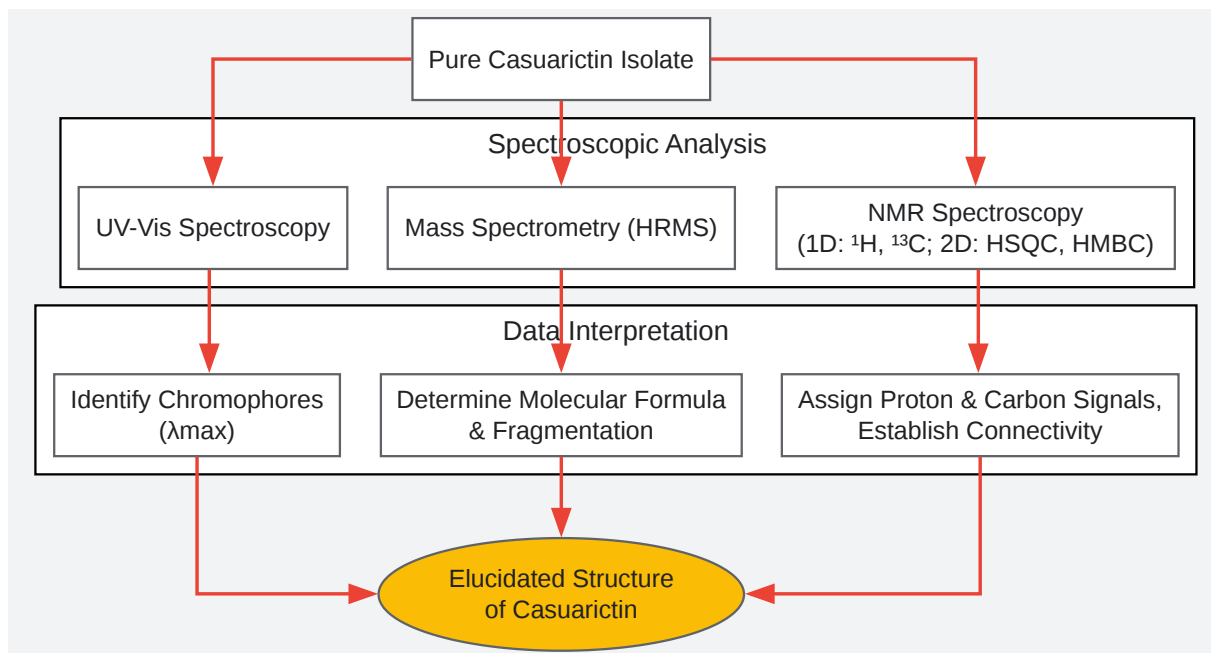 Pure Casuarictin Isolate
Spectroscopic Analysis
UV-Vis Spectroscopy
Mass Spectrometry (HRMS)
NMR Spectroscopy
(1D: ¹H, ¹³C; 2D: HSQC, HMBC)
Data Interpretation
Identify Chromophores
(λmax)
Determine Molecular Formula
& Fragmentation
Assign Proton & Carbon Signals,
Establish Connectivity
Elucidated Structure
of Casuarictin